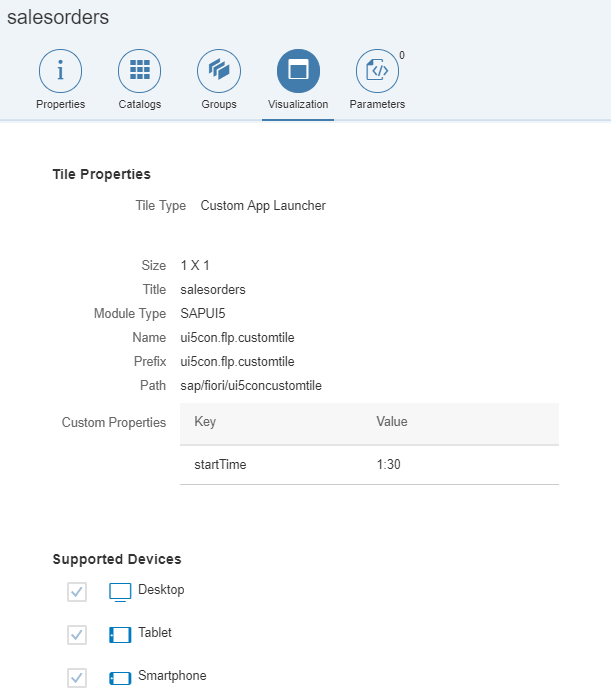 salesorders
0
Properties Catalogs Groups Visualization Parameters
Tile Properties
Tile Type Custom App Launcher
Size 1 X 1
Title salesorders
Module Type SAPUI5
Name ui5con.flp.customtile
Prefix ui5con.flp.customtile
Path sap/fiori/ui5concustomtile
Custom Properties Key Value
startTime 1:30
Supported Devices
Desktop
Tablet
Smartphone